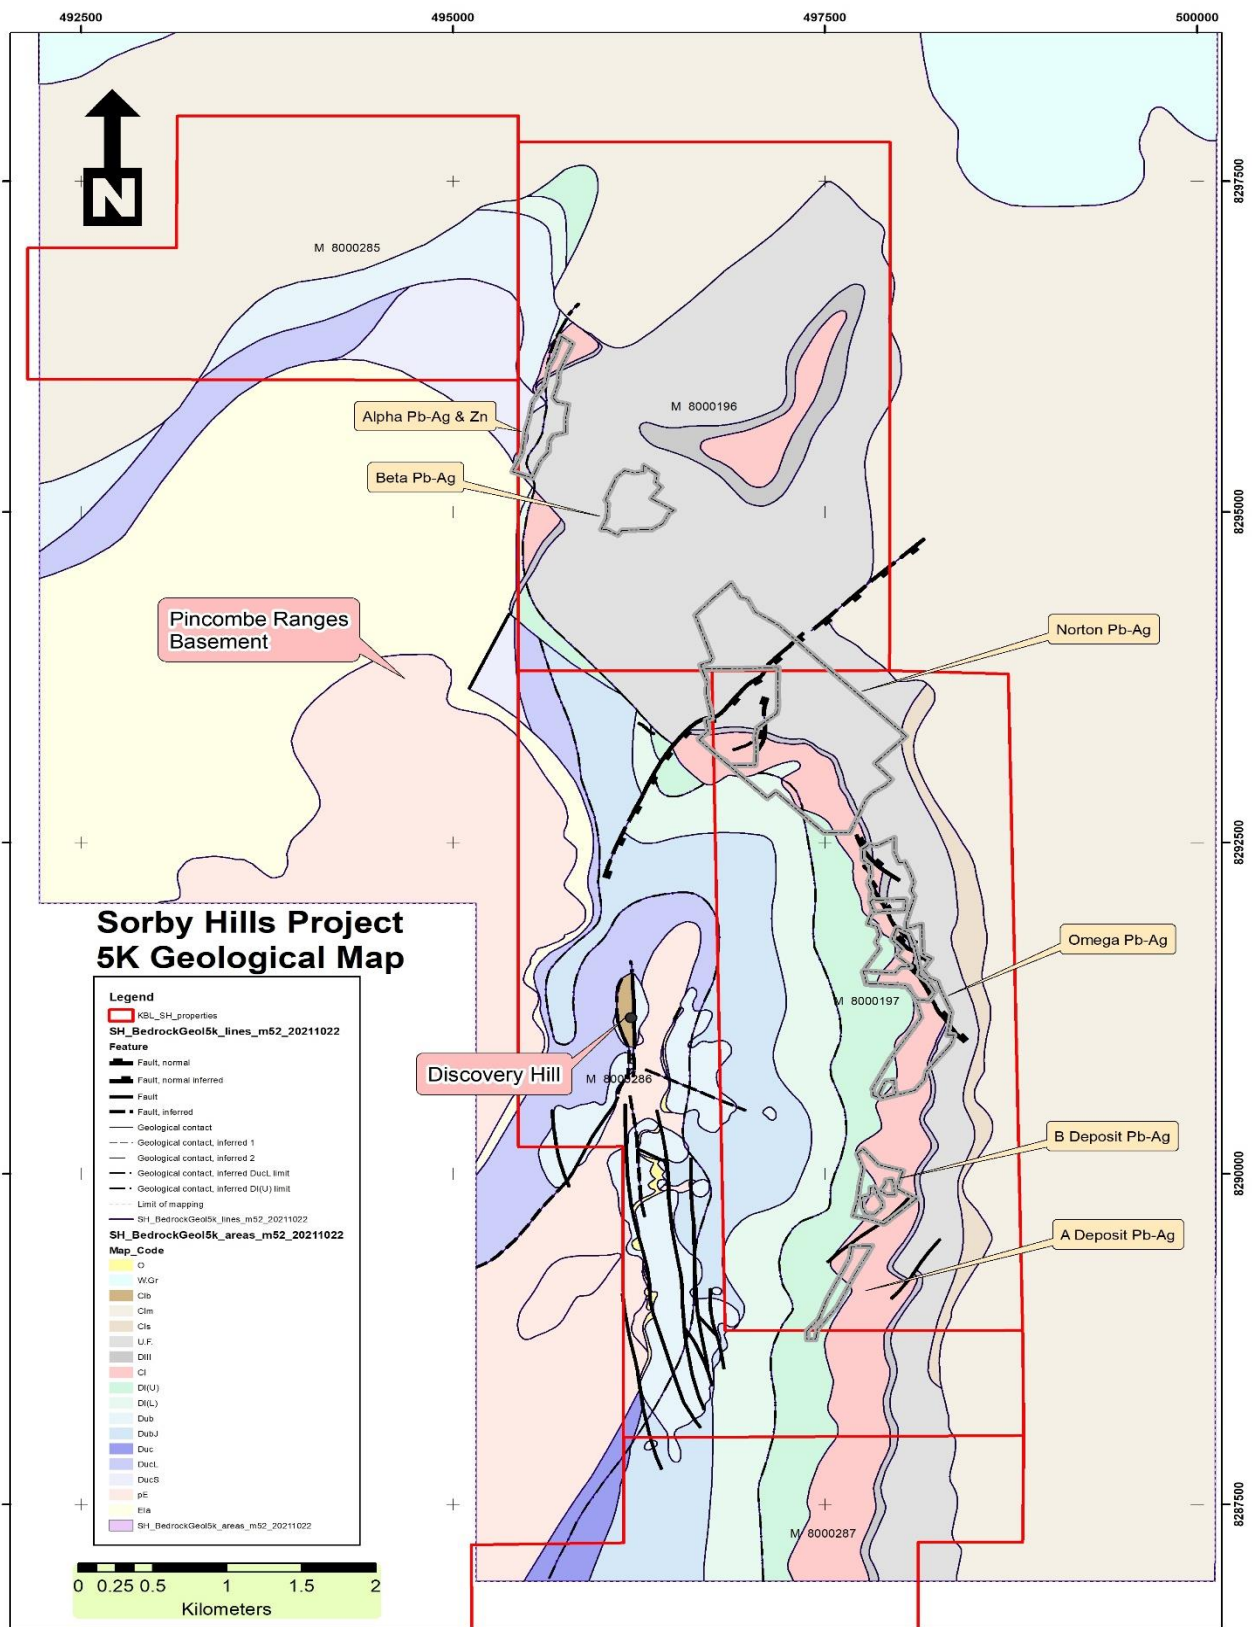 492500
495000
497500
500000
N
8297500
M 8000285
M 8000196
Alpha Pb-Ag & Zn
Beta Pb-Ag
8295000
Pincombe Ranges
Basement
Norton Pb-Ag
8292500
Sorby Hills Project
5K Geological Map
Omega Pb-Ag
M 8000197
Discovery Hill
M 8000286
B Deposit Pb-Ag
8290000
A Deposit Pb-Ag
M 8000287
8287500
Legend
KBL_SH_properties
SH_BedrockGeol5k_lines_m52_20211022
Feature
Fault, normal
Fault, normal inferred
Fault
Fault, inferred
Geological contact
Geological contact, inferred 1
Geological contact, inferred 2
Geological contact, inferred DucL limit
Geological contact, inferred Dl(U) limit
Limit of mapping
SH_BedrockGeol5k_lines_m52_20211022
SH_BedrockGeol5k_areas_m52_20211022
Map_Code
O
W.Gr
Clb
Clm
Cls
U.F.
DIII
Cl
Dl(U)
Dl(L)
Dub
DubJ
Duc
DucL
DucS
pE
Ela
SH_BedrockGeol5k_areas_m52_20211022
0 0.25 0.5 1 1.5 2
Kilometers